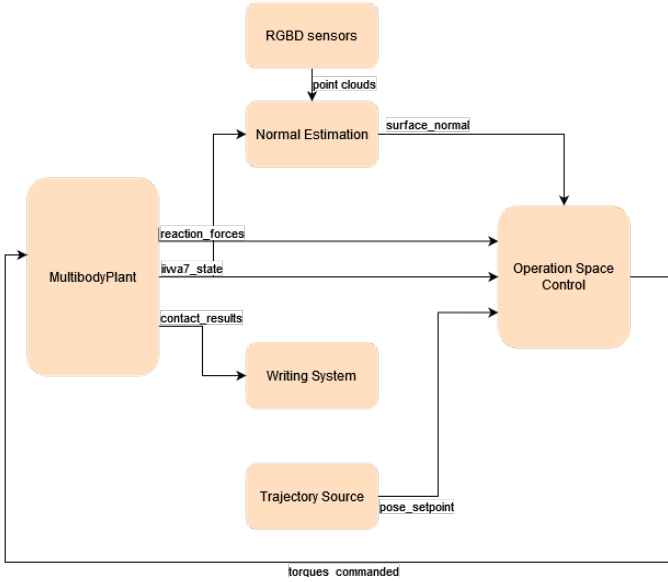 RGBD sensors
point clouds
Normal Estimation
surface_normal
reaction_forces
MultibodyPlant
iiwa7_state
Operation Space
Control
contact_results
Writing System
Trajectory Source
pose_setpoint
torques_commanded